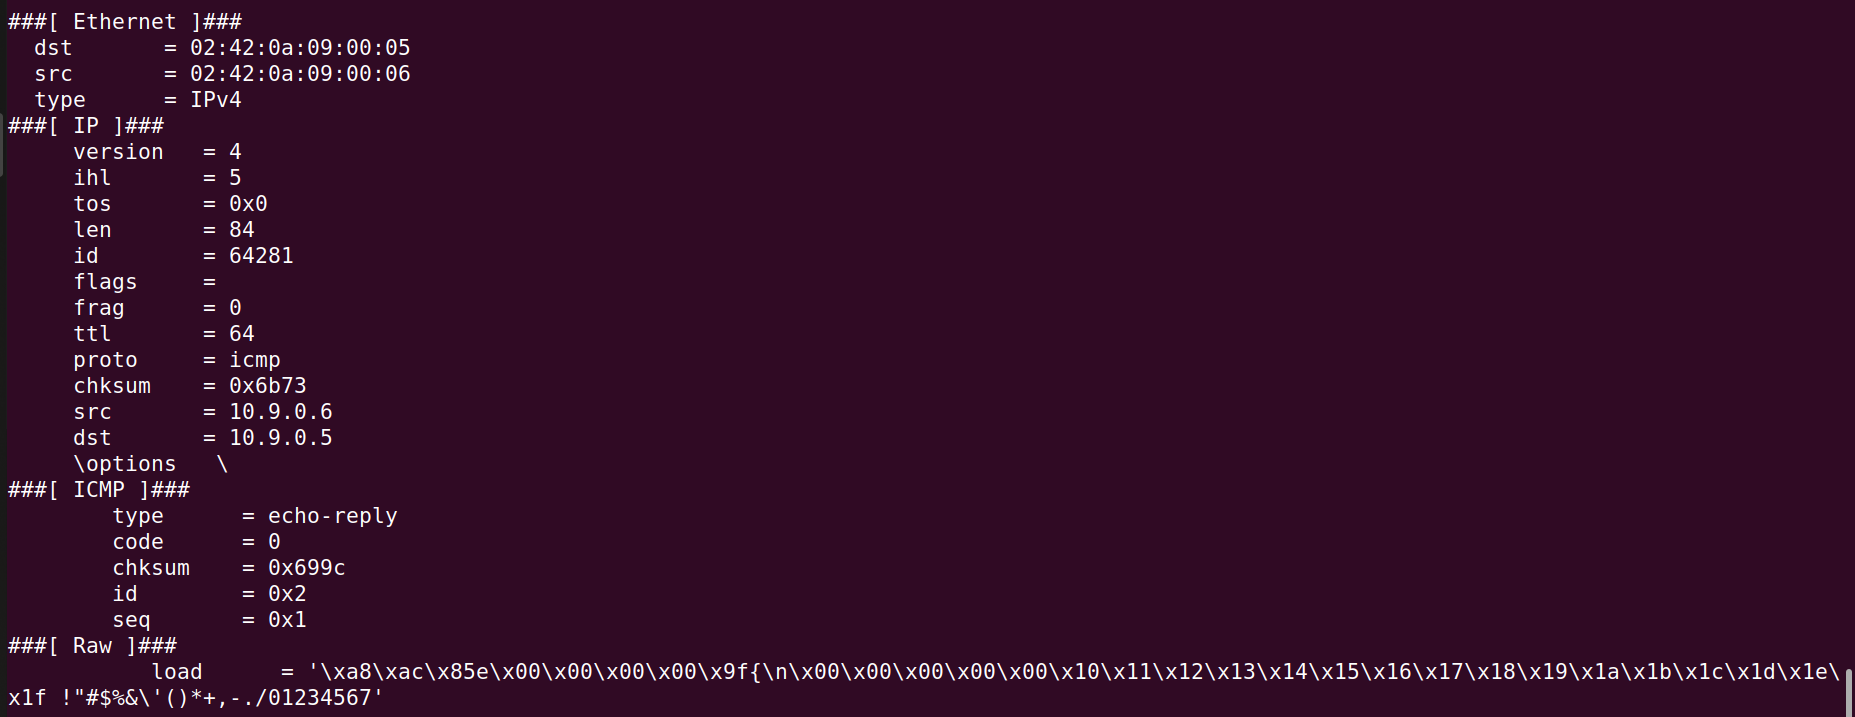 ###[ Ethernet ]###
  dst       = 02:42:0a:09:00:05
  src       = 02:42:0a:09:00:06
  type      = IPv4
###[ IP ]###
     version   = 4
     ihl       = 5
     tos       = 0x0
     len       = 84
     id        = 64281
     flags     =
     frag      = 0
     ttl       = 64
     proto     = icmp
     chksum    = 0x6b73
     src       = 10.9.0.6
     dst       = 10.9.0.5
     \options   \
###[ ICMP ]###
        type      = echo-reply
        code      = 0
        chksum    = 0x699c
        id        = 0x2
        seq       = 0x1
###[ Raw ]###
           load      = '\xa8\xac\x85e\x00\x00\x00\x00\x9f{\n\x00\x00\x00\x00\x00\x10\x11\x12\x13\x14\x15\x16\x17\x18\x19\x1a\x1b\x1c\x1d\x1e\
x1f !"#$%&\'()*+,-./01234567'